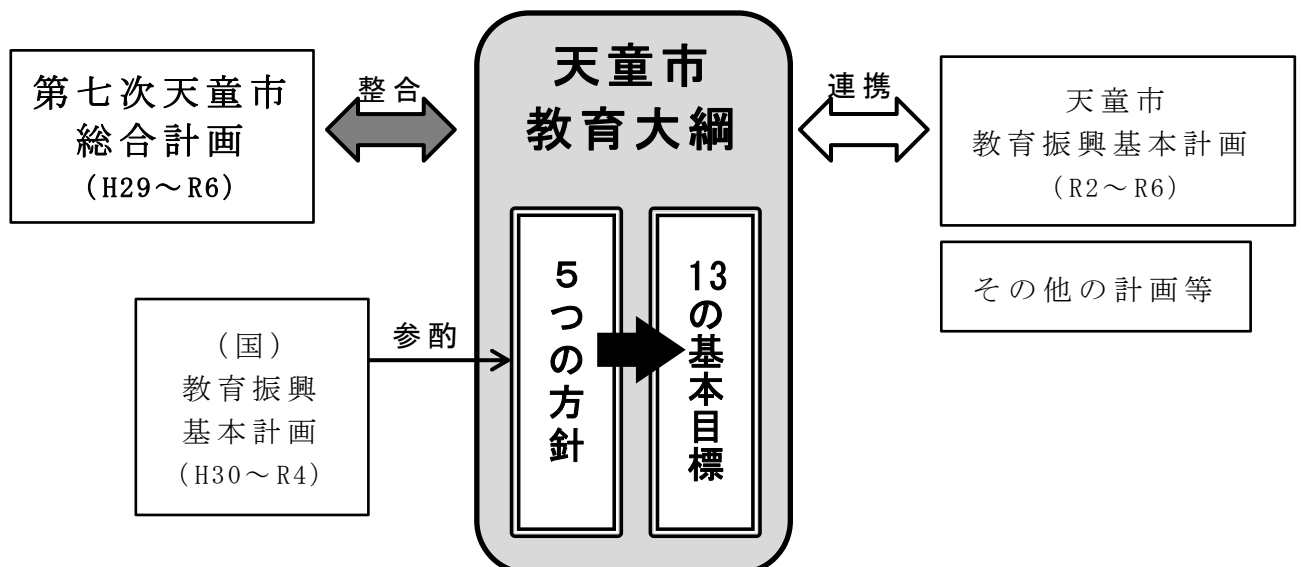 第七次天童市
総合計画
(H29～R6)
整合
天童市
教育大綱
連携
天童市
教育振興基本計画
(R2～R6)
その他の計画等
(国)
教育振興
基本計画
(H30～R4)
参酌
5つの方針
13の基本目標